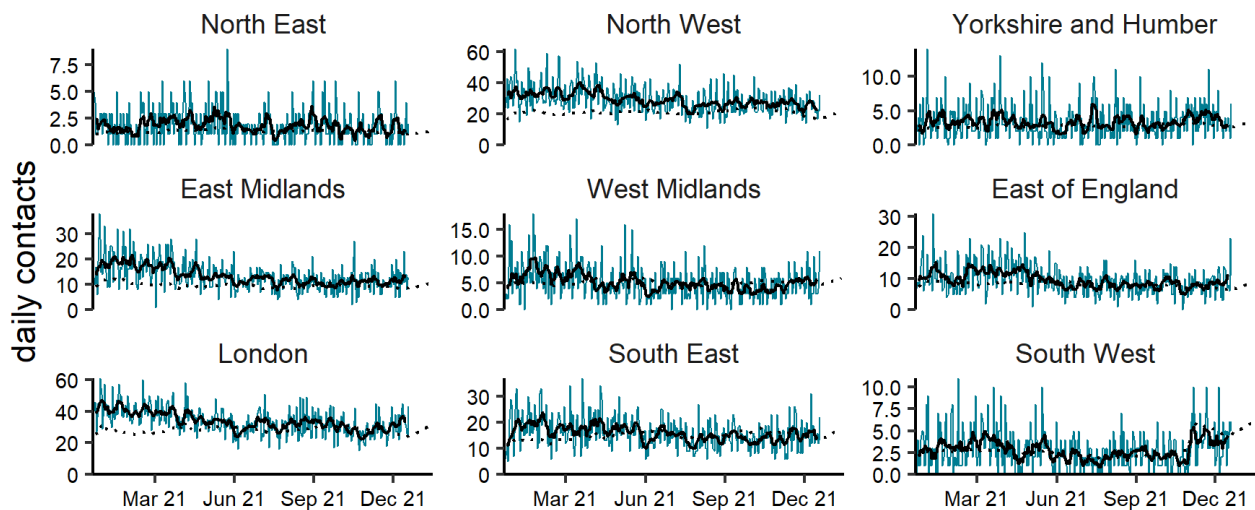 North East
North West
Yorkshire and Humber
7.5
5.0
2.5
0.0
60
40
20
0
10.0
5.0
0.0
daily contacts
East Midlands
West Midlands
East of England
30
20
10
0
15.0
10.0
5.0
0.0
30
20
10
0
London
South East
South West
60
40
20
0
30
20
10
0
10.0
7.5
5.0
2.5
0.0
Mar 21 Jun 21 Sep 21 Dec 21
Mar 21 Jun 21 Sep 21 Dec 21
Mar 21 Jun 21 Sep 21 Dec 21